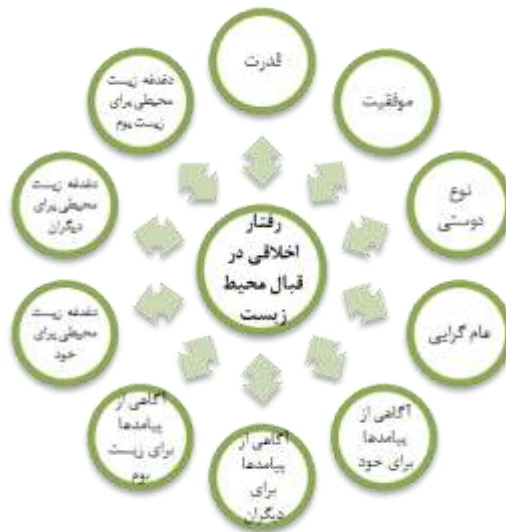 قدرت
موفقیت
نوع
دوستی
عام گرایی
آگاهی از
پیامدها
برای خود
آگاهی از
پیامدها
برای
دیگران
آگاهی از
پیامدها
برای زیست
بوم
دغدغه زیست
محیطی برای
خود
دغدغه زیست
محیطی برای
دیگران
دغدغه زیست
محیطی برای
زیست بوم
رفتار
اخلاقی در
قبال محیط
زیست